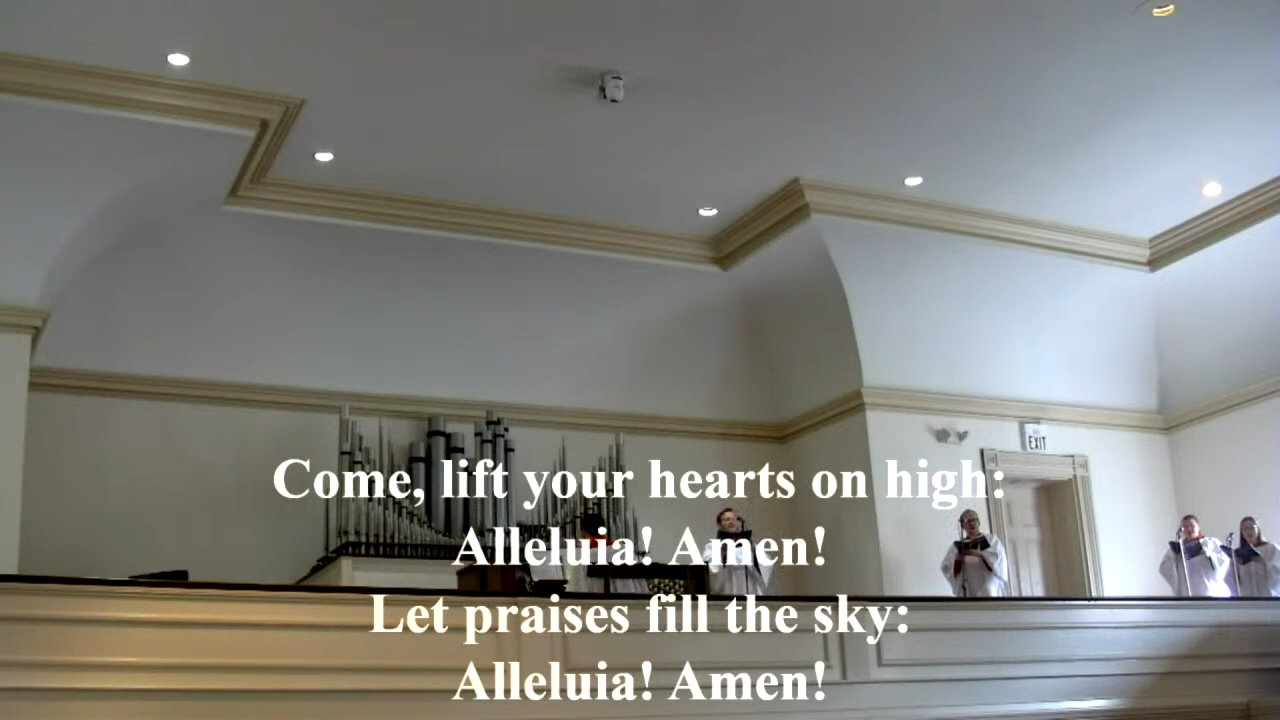 EXIT
Come, lift your hearts on high:
Alleluia! Amen!
Let praises fill the sky:
Alleluia! Amen!